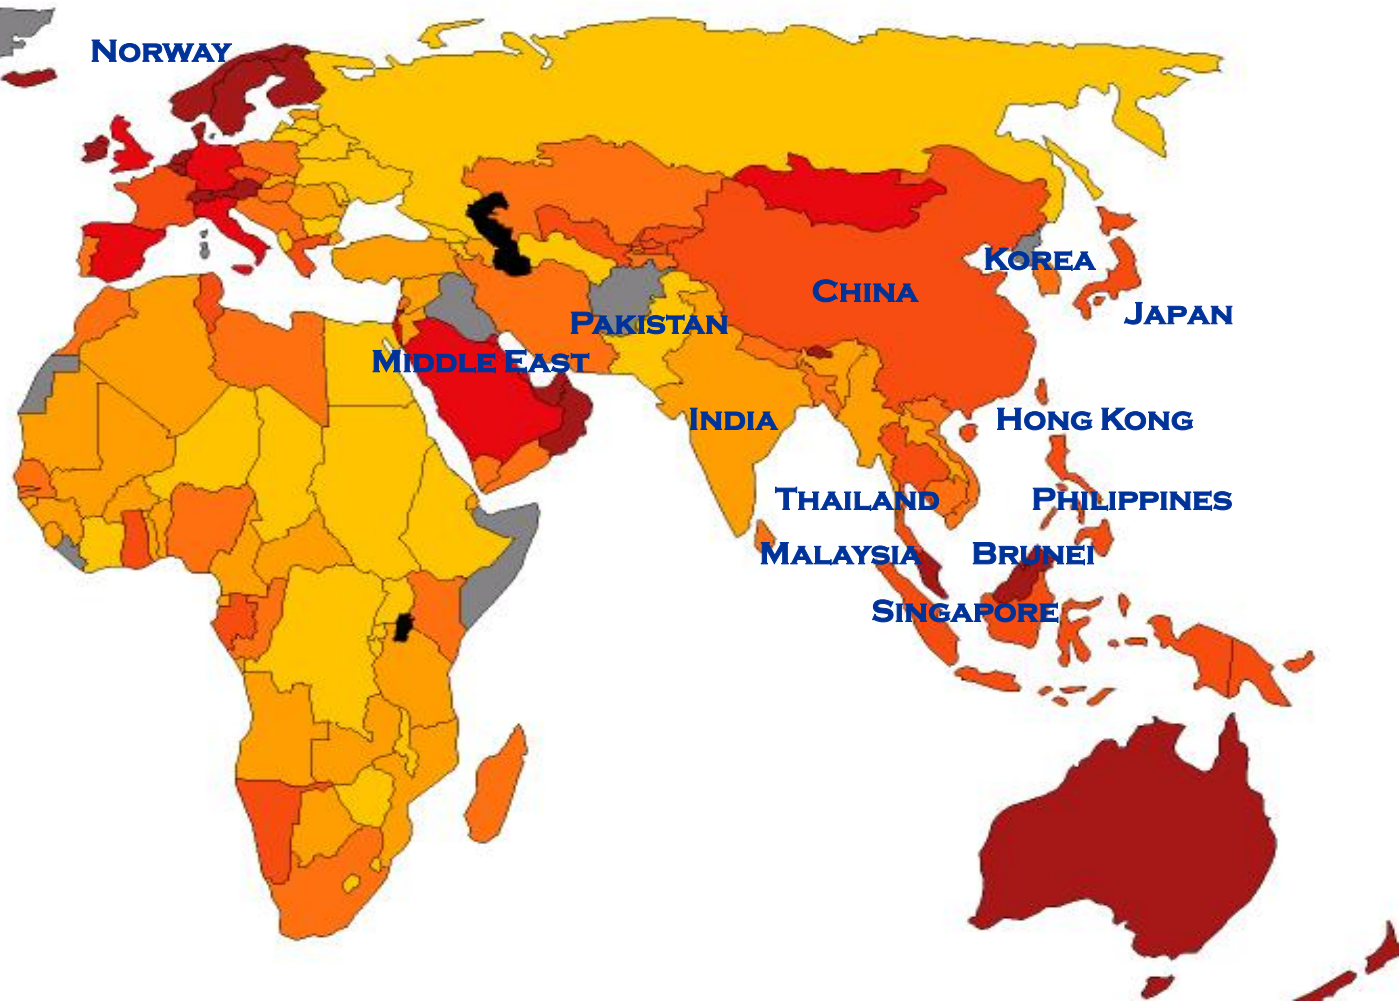 Norway
Korea
China
Japan
Pakistan
Middle East
India
Hong Kong
Thailand
Philippines
Malaysia
Brunei
Singapore